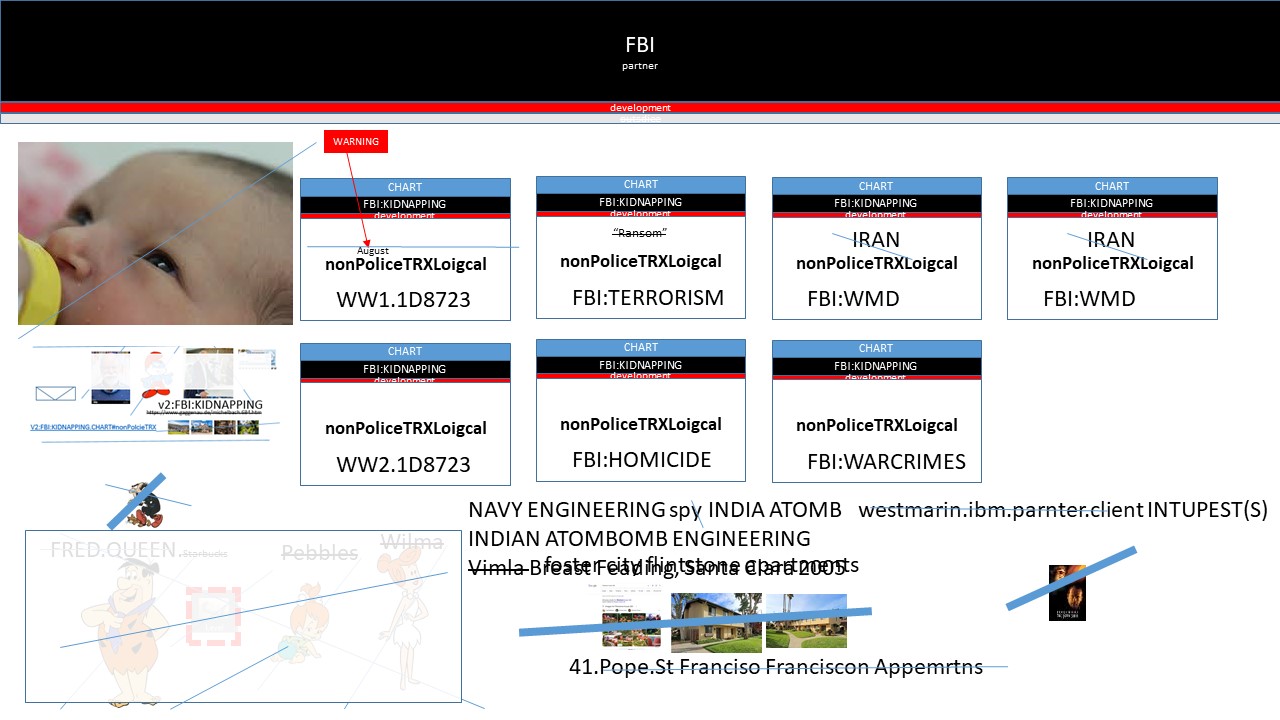 FBI
partner
development
WARNING
CHART
FBI:KIDNAPPING
development
August
nonPoliceTRXLoigcal
WW1.1D8723
CHART
FBI:KIDNAPPING
development
“Ransom”
nonPoliceTRXLoigcal
FBI:TERRORISM
CHART
FBI:KIDNAPPING
development
IRAN
nonPoliceTRXLoigcal
FBI:WMD
CHART
FBI:KIDNAPPING
development
IRAN
nonPoliceTRXLoigcal
FBI:WMD
CHART
FBI:KIDNAPPING
development
nonPoliceTRXLoigcal
WW2.1D8723
CHART
FBI:KIDNAPPING
development
nonPoliceTRXLoigcal
FBI:HOMICIDE
CHART
FBI:KIDNAPPING
development
nonPoliceTRXLoigcal
FBI:WARCRIMES
v2:FBI:KIDNAPPING
V2:FBI:KIDNAPPING.CHART#nonPolcieTRX
NAVY ENGINEERING spy INDIA ATOMB westmarin.ibm.parnter.client INTUPEST(S)
INDIAN ATOMBOMB ENGINEERING
Vimla Breast Feading, Santa Clara 2005
foster city flintstone apartments
FRED.QUEEN.Starbucks
Pebbles
Wilma
41.Pope.St Franciso Franciscon Appemrtns